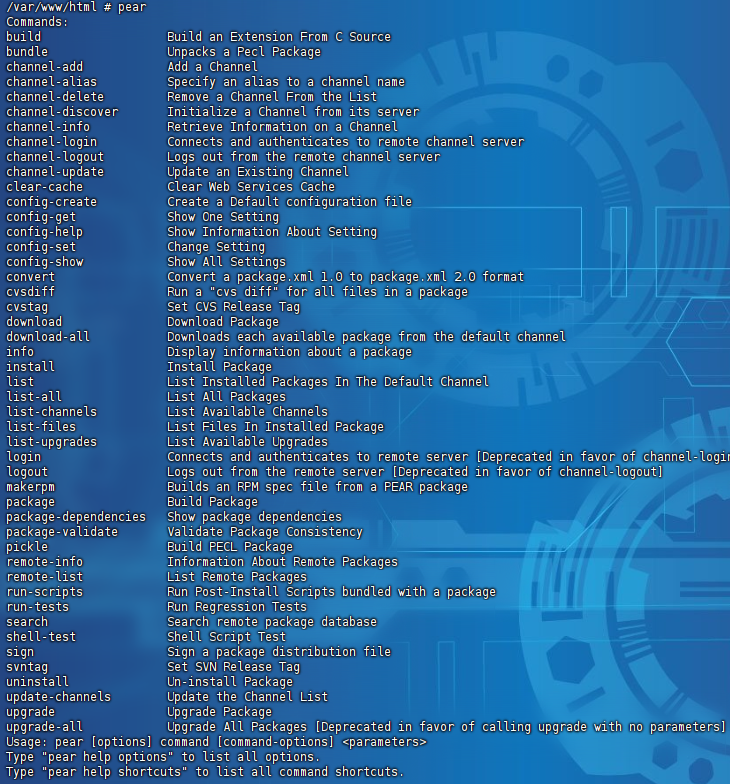 /var/www/html # pear
Commands:
build                  Build an Extension From C Source
bundle                 Unpacks a Pecl Package
channel-add            Add a Channel
channel-alias          Specify an alias to a channel name
channel-delete         Remove a Channel From the List
channel-discover       Initialize a Channel from its server
channel-info           Retrieve Information on a Channel
channel-login          Connects and authenticates to remote channel server
channel-logout         Logs out from the remote channel server
channel-update         Update an Existing Channel
clear-cache            Clear Web Services Cache
config-create          Create a Default configuration file
config-get             Show One Setting
config-help            Show Information About Setting
config-set             Change Setting
config-show            Show All Settings
convert                Convert a package.xml 1.0 to package.xml 2.0 format
cvsdiff                Run a "cvs diff" for all files in a package
cvstag                 Set CVS Release Tag
download               Download Package
download-all           Downloads each available package from the default channel
info                   Display information about a package
install                Install Package
list                   List Installed Packages In The Default Channel
list-all               List All Packages
list-channels          List Available Channels
list-files             List Files In Installed Package
list-upgrades          List Available Upgrades
login                  Connects and authenticates to remote server [Deprecated in favor of channel-login
logout                 Logs out from the remote server [Deprecated in favor of channel-logout]
makerpm                Builds an RPM spec file from a PEAR package
package                Build Package
package-dependencies   Show package dependencies
package-validate       Validate Package Consistency
pickle                 Build PECL Package
remote-info            Information About Remote Packages
remote-list            List Remote Packages
run-scripts            Run Post-Install Scripts bundled with a package
run-tests              Run Regression Tests
search                 Search remote package database
shell-test             Shell Script Test
sign                   Sign a package distribution file
svntag                 Set SVN Release Tag
uninstall              Un-install Package
update-channels        Update the Channel List
upgrade                Upgrade Package
upgrade-all            Upgrade All Packages [Deprecated in favor of calling upgrade with no parameters]
Usage: pear [options] command [command-options] <parameters>
Type "pear help options" to list all options.
Type "pear help shortcuts" to list all command shortcuts.